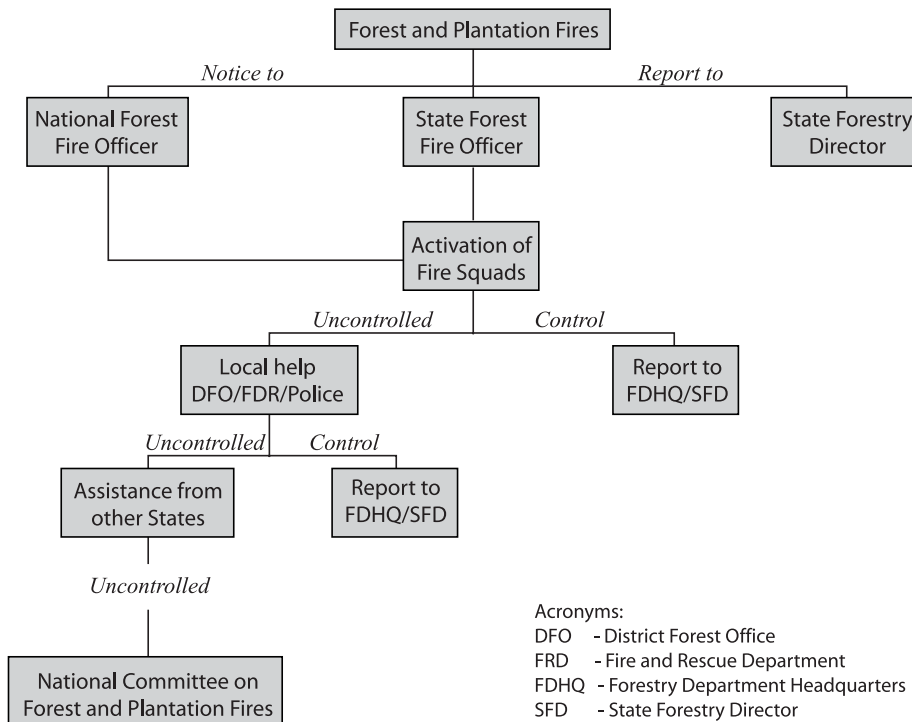 Forest and Plantation Fires
Notice to
Report to
National Forest
Fire Officer
State Forest
Fire Officer
State Forestry
Director
Activation of
Fire Squads
Uncontrolled
Control
Local help
DFO/FDR/Police
Report to
FDHQ/SFD
Uncontrolled
Control
Assistance from
other States
Report to
FDHQ/SFD
Uncontrolled
National Committee on
Forest and Plantation Fires
Acronyms:
DFO - District Forest Office
FRD - Fire and Rescue Department
FDHQ - Forestry Department Headquarters
SFD - State Forestry Director